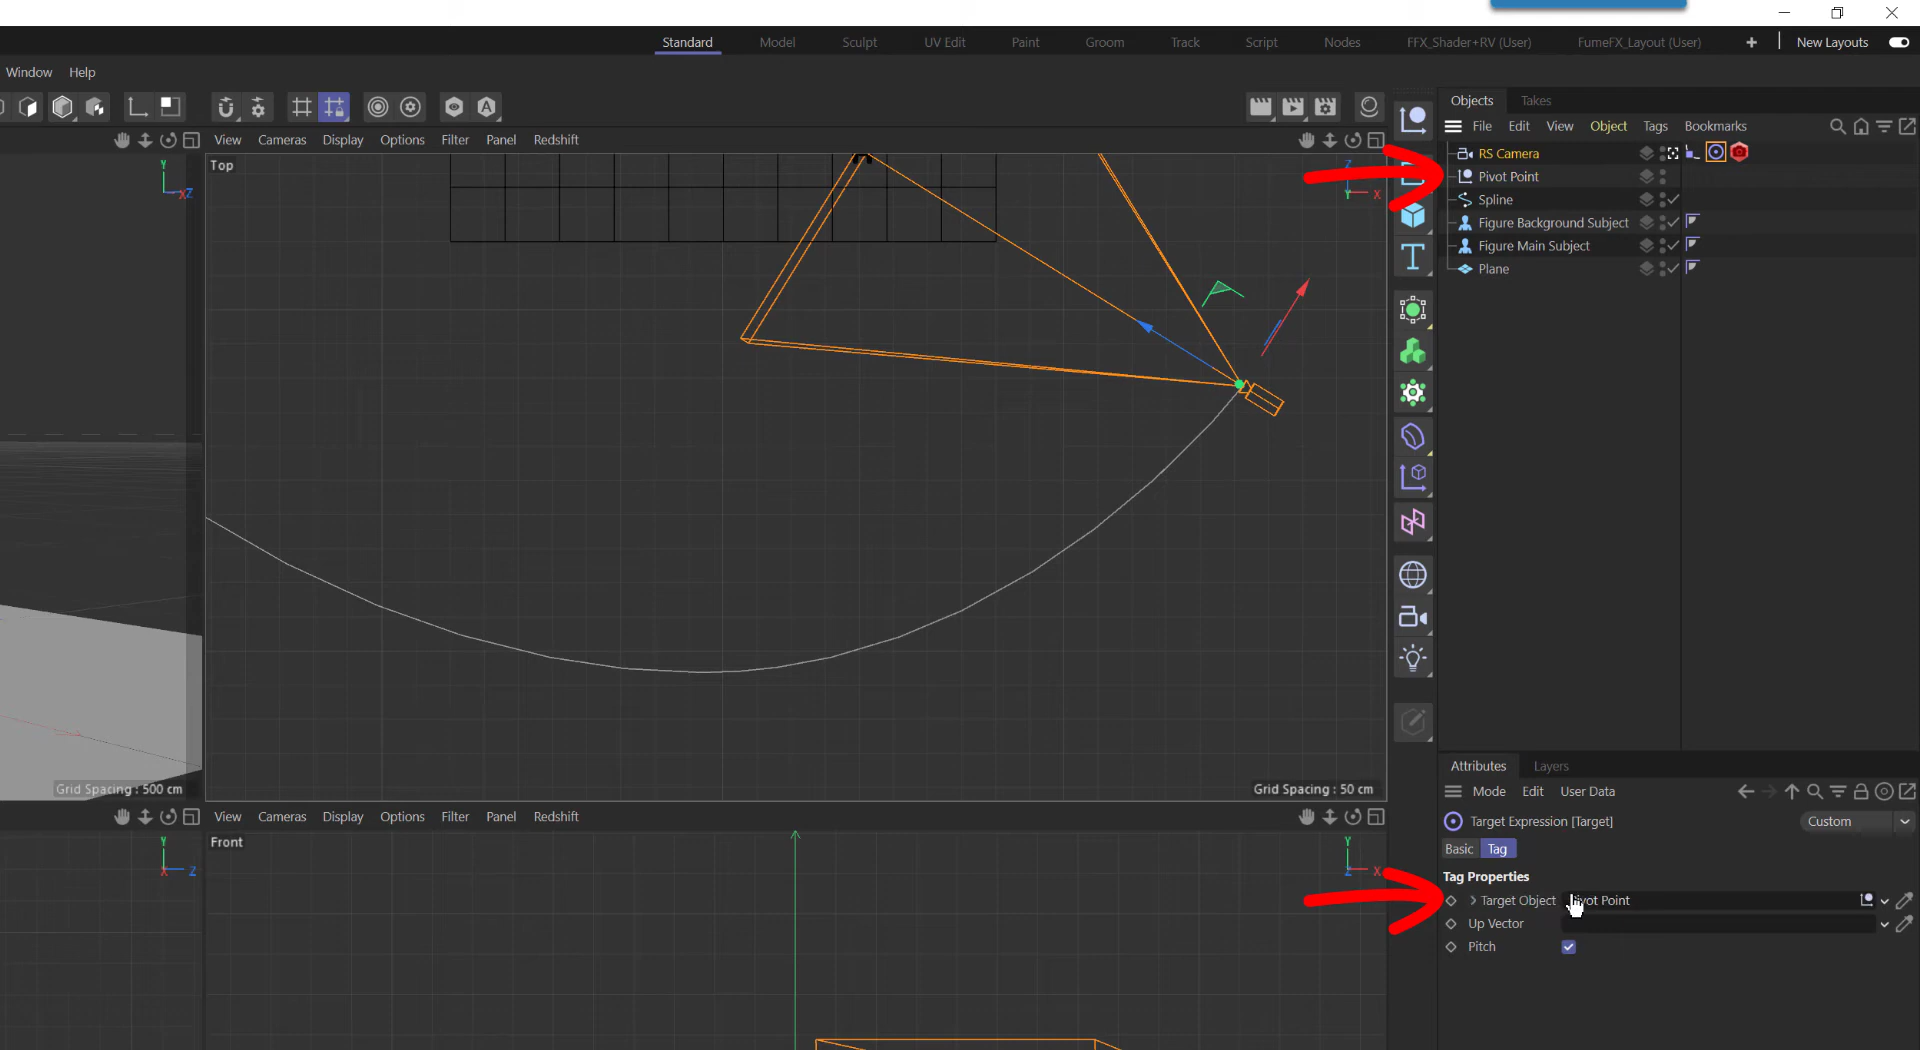 Standard Model Sculpt UV Edit Paint Groom Track Script Nodes FFX_Shader+RV (User) FumeFX_Layout (User) + New Layouts
Window Help
View Cameras Display Options Filter Panel Redshift
Top
Y
Z
X
Z
X
Y
Grid Spacing : 500 cm
Grid Spacing : 50 cm
View Cameras Display Options Filter Panel Redshift
Front
Y
X
Z
Y
X
Z
Objects Takes
File Edit View Object Tags Bookmarks
RS Camera
Pivot Point
Spline
Figure Background Subject
Figure Main Subject
Plane
Attributes Layers
Mode Edit User Data
Target Expression [Target] Custom
Basic Tag
Tag Properties
Target Object Point
Up Vector
Pitch